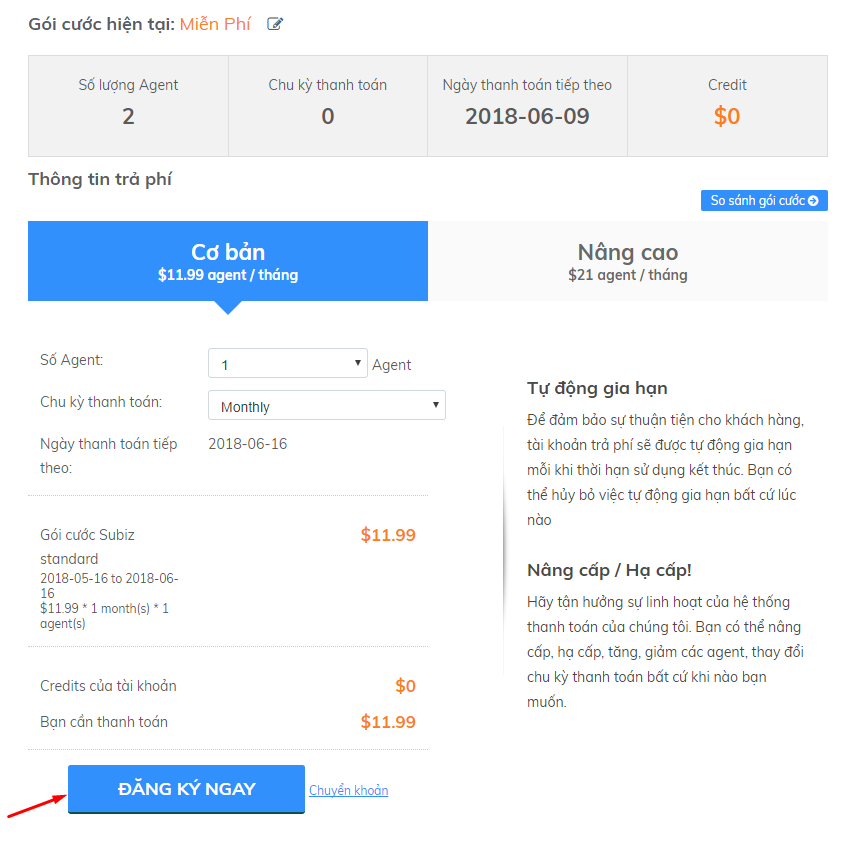 Gói cước hiện tại: Miễn Phí
Số lượng Agent
2
Chu kỳ thanh toán
0
Ngày thanh toán tiếp theo
2018-06-09
Credit
$0
Thông tin trả phí
So sánh gói cước
Cơ bản
$11.99 agent / tháng
Nâng cao
$21 agent / tháng
Số Agent:
1
Agent
Chu kỳ thanh toán:
Monthly
Ngày thanh toán tiếp
theo:
2018-06-16
Gói cước Subiz
standard
$11.99
2018-05-16 to 2018-06-
16
$11.99 * 1 month(s) * 1
agent(s)
Credits của tài khoản
$0
Bạn cần thanh toán
$11.99
ĐĂNG KÝ NGAY
Chuyển khoản
Tự động gia hạn
Để đảm bảo sự thuận tiện cho khách hàng,
tài khoản trả phí sẽ được tự động gia hạn
mỗi khi thời hạn sử dụng kết thúc. Bạn có
thể hủy bỏ việc tự động gia hạn bất cứ lúc
nào
Nâng cấp / Hạ cấp!
Hãy tận hưởng sự linh hoạt của hệ thống
thanh toán của chúng tôi. Bạn có thể nâng
cấp, hạ cấp, tăng, giảm các agent, thay đổi
chu kỳ thanh toán bất cứ khi nào bạn
muốn.